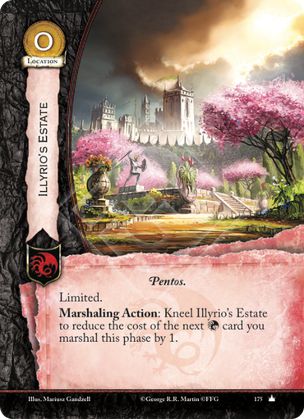 0
LOCATION
ILLYRIO'S ESTATE
Pentos.
Limited.
Marshaling Action: Kneel Illyrio's Estate
to reduce the cost of the next card you
marshal this phase by 1.
Illus. Mariusz Gandzel
©George R.R. Martin ©FFG
175